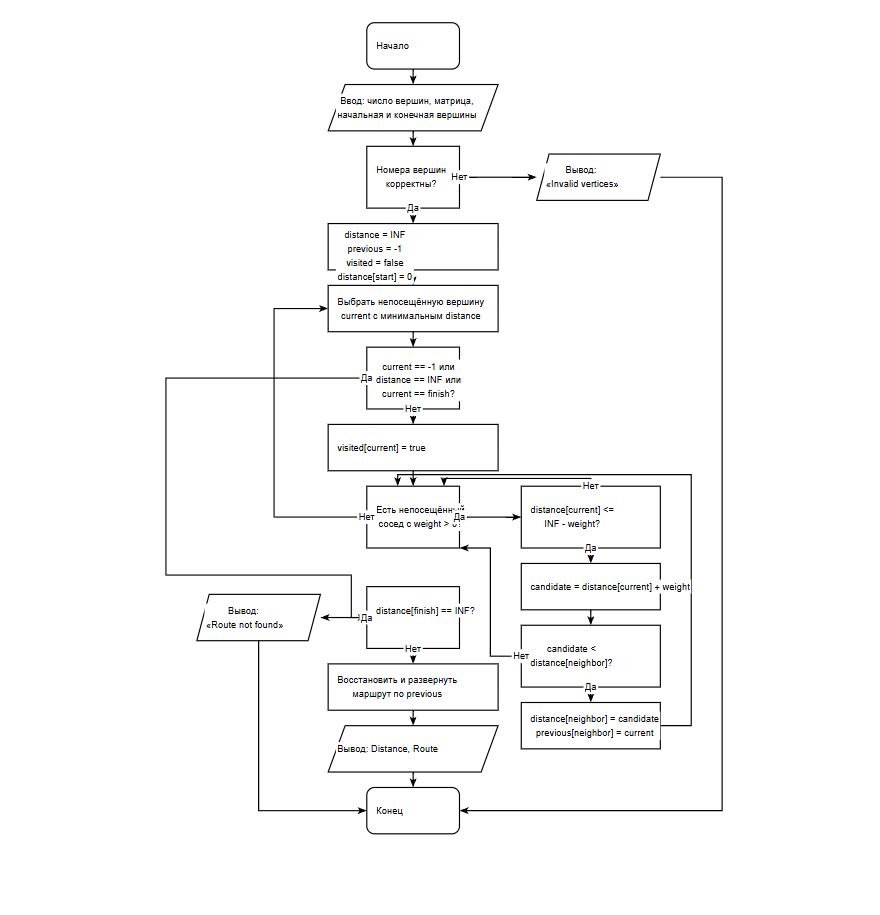 Начало
Ввод: число вершин, матрица,
начальная и конечная вершины
Номера вершин
корректны?
Нет
Вывод:
«Invalid vertices»
Да
distance = INF
previous = -1
visited = false
distance[start] = 0
Выбрать непосещённую вершину
current с минимальным distance
current == -1 или
Да
distance == INF или
current == finish?
Нет
visited[current] = true
Нет
Есть непосещённый
Нет
Да
сосед с weight >
distance[current] <=
INF - weight?
Да
candidate = distance[current] + weight
Вывод:
«Route not found»
distance[finish] == INF?
Да
Нет
candidate <
distance[neighbor]?
Нет
Да
Восстановить и развернуть
маршрут по previous
distance[neighbor] = candidate
previous[neighbor] = current
Вывод: Distance, Route
Конец